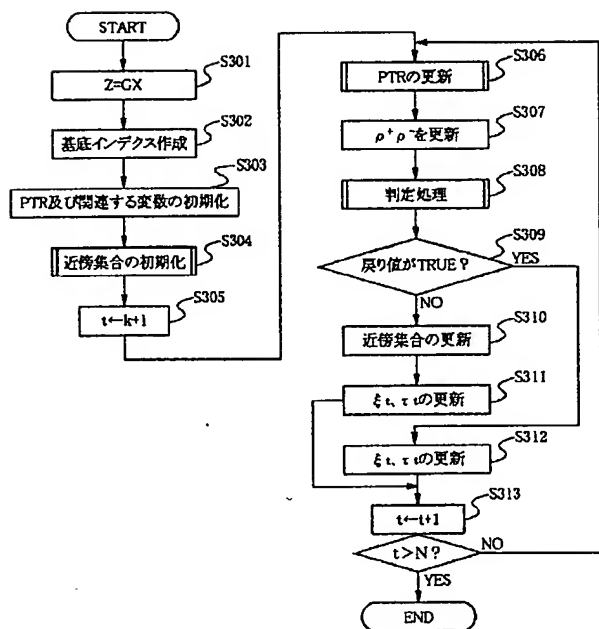 START
S301
Z=GX
S302
基底インデクス作成
S303
PTR及び関連する変数の初期化
S304
近傍集合の初期化
S305
t←k+1
S306
PTRの更新
S307
ρ⁺ρ⁻を更新
S308
判定処理
S309
戻り値がTRUE?
YES
NO
S310
近傍集合の更新
S311
ξt、τtの更新
S312
ξt、τtの更新
S313
t←t+1
t>N?
NO
YES
END